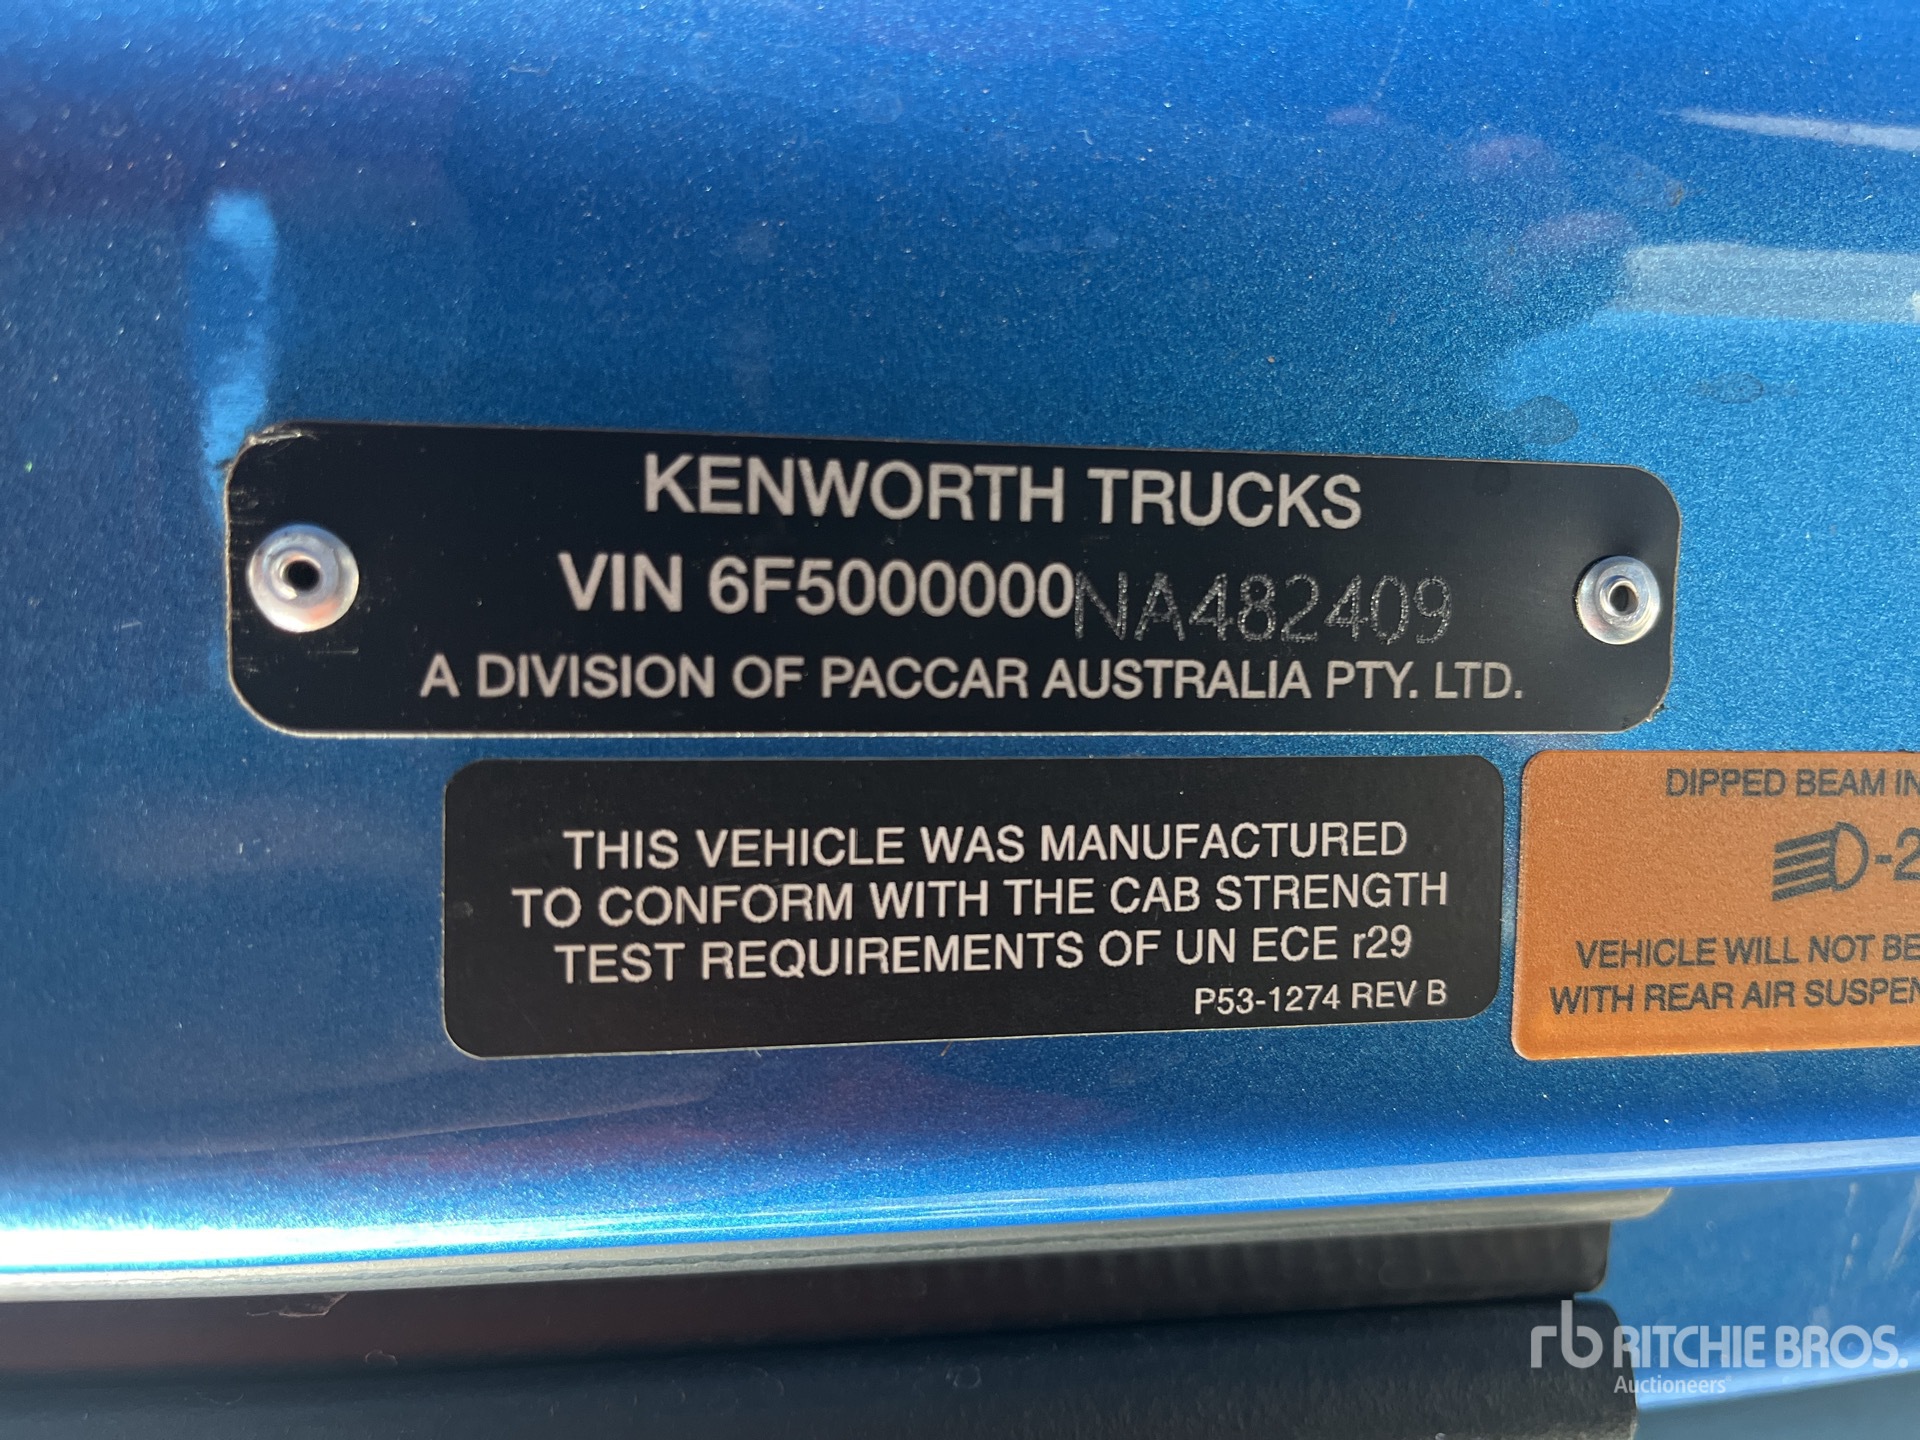 KENWORTH TRUCKS
VIN 6F5000000NA482409
A DIVISION OF PACCAR AUSTRALIA PTY. LTD.
THIS VEHICLE WAS MANUFACTURED
TO CONFORM WITH THE CAB STRENGTH
TEST REQUIREMENTS OF UN ECE r29
P53-1274 REV B
DIPPED BEAM IN
-2
VEHICLE WILL NOT BE
WITH REAR AIR SUSPEN
rb RITCHIE BROS.
Auctioneers